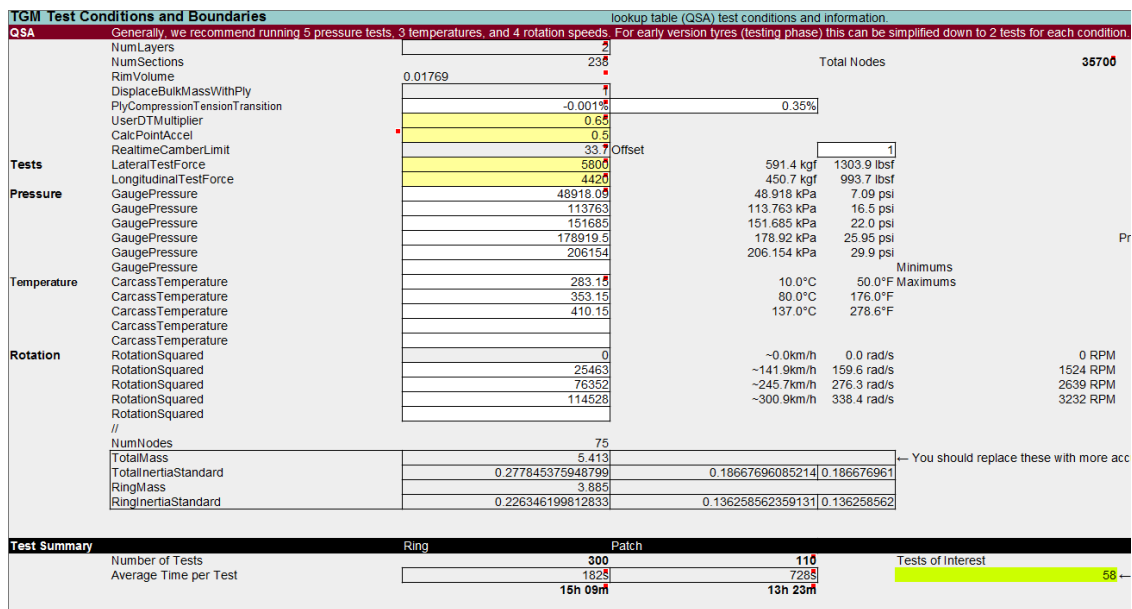 TGM Test Conditions and Boundaries lookup table (QSA) test conditions and information.
QSA Generally, we recommend running 5 pressure tests, 3 temperatures, and 4 rotation speeds. For early version tyres (testing phase) this can be simplified down to 2 tests for each condition.
NumLayers 2
NumSections 238 Total Nodes 35700
RimVolume 0.01769
DisplaceBulkMassWithPly 1
PlyCompressionTensionTransition -0.001% 0.35%
UserDTMultiplier 0.65
CalcPointAccel 0.5
RealtimeCamberLimit 33.7 Offset 1
Tests LateralTestForce 5800 591.4 kgf 1303.9 lbsf
LongitudinalTestForce 4420 450.7 kgf 993.7 lbsf
Pressure GaugePressure 48918.09 48.918 kPa 7.09 psi
GaugePressure 113763 113.763 kPa 16.5 psi
GaugePressure 151685 151.685 kPa 22.0 psi
GaugePressure 178919.5 178.92 kPa 25.95 psi Pr
GaugePressure 206154 206.154 kPa 29.9 psi
GaugePressure Minimums
Temperature CarcassTemperature 283.15 10.0°C 50.0°F Maximums
CarcassTemperature 353.15 80.0°C 176.0°F
CarcassTemperature 410.15 137.0°C 278.6°F
CarcassTemperature
CarcassTemperature
Rotation RotationSquared 0 ~0.0km/h 0.0 rad/s 0 RPM
RotationSquared 25463 ~141.9km/h 159.6 rad/s 1524 RPM
RotationSquared 76352 ~245.7km/h 276.3 rad/s 2639 RPM
RotationSquared 114528 ~300.9km/h 338.4 rad/s 3232 RPM
RotationSquared
//
NumNodes 75
TotalMass 5.413 ← You should replace these with more acc
TotalInertiaStandard 0.277845375948799 0.18667696085214 0.186676961
RingMass 3.885
RingInertiaStandard 0.226346199812833 0.136258562359131 0.136258562
Test Summary Ring Patch
Number of Tests 300 110 Tests of Interest
Average Time per Test 182s 728s 58 ←
15h 09m 13h 23m